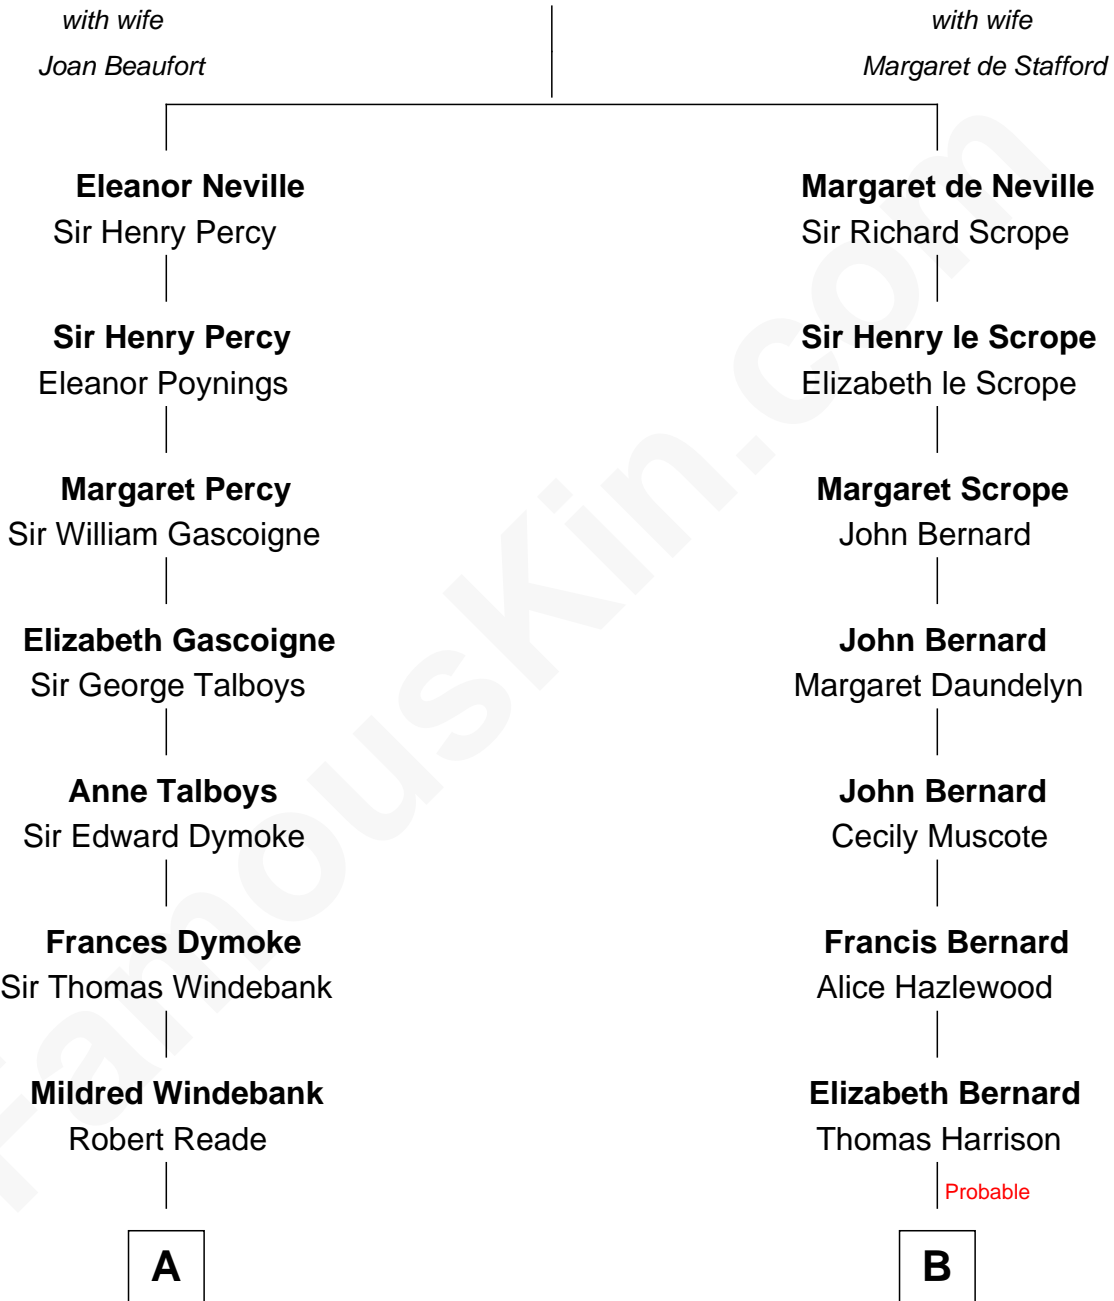 with wife
Joan Beaufort
with wife
Margaret de Stafford
Eleanor Neville
Sir Henry Percy
Margaret de Neville
Sir Richard Scrope
Sir Henry Percy
Eleanor Poynings
Sir Henry le Scrope
Elizabeth le Scrope
Margaret Percy
Sir William Gascoigne
Margaret Scrope
John Bernard
Elizabeth Gascoigne
Sir George Talboys
John Bernard
Margaret Daundelyn
Anne Talboys
Sir Edward Dymoke
John Bernard
Cecily Muscote
Frances Dymoke
Sir Thomas Windebank
Francis Bernard
Alice Hazlewood
Mildred Windebank
Robert Reade
Elizabeth Bernard
Thomas Harrison
Probable
A
B
FamousKin.com